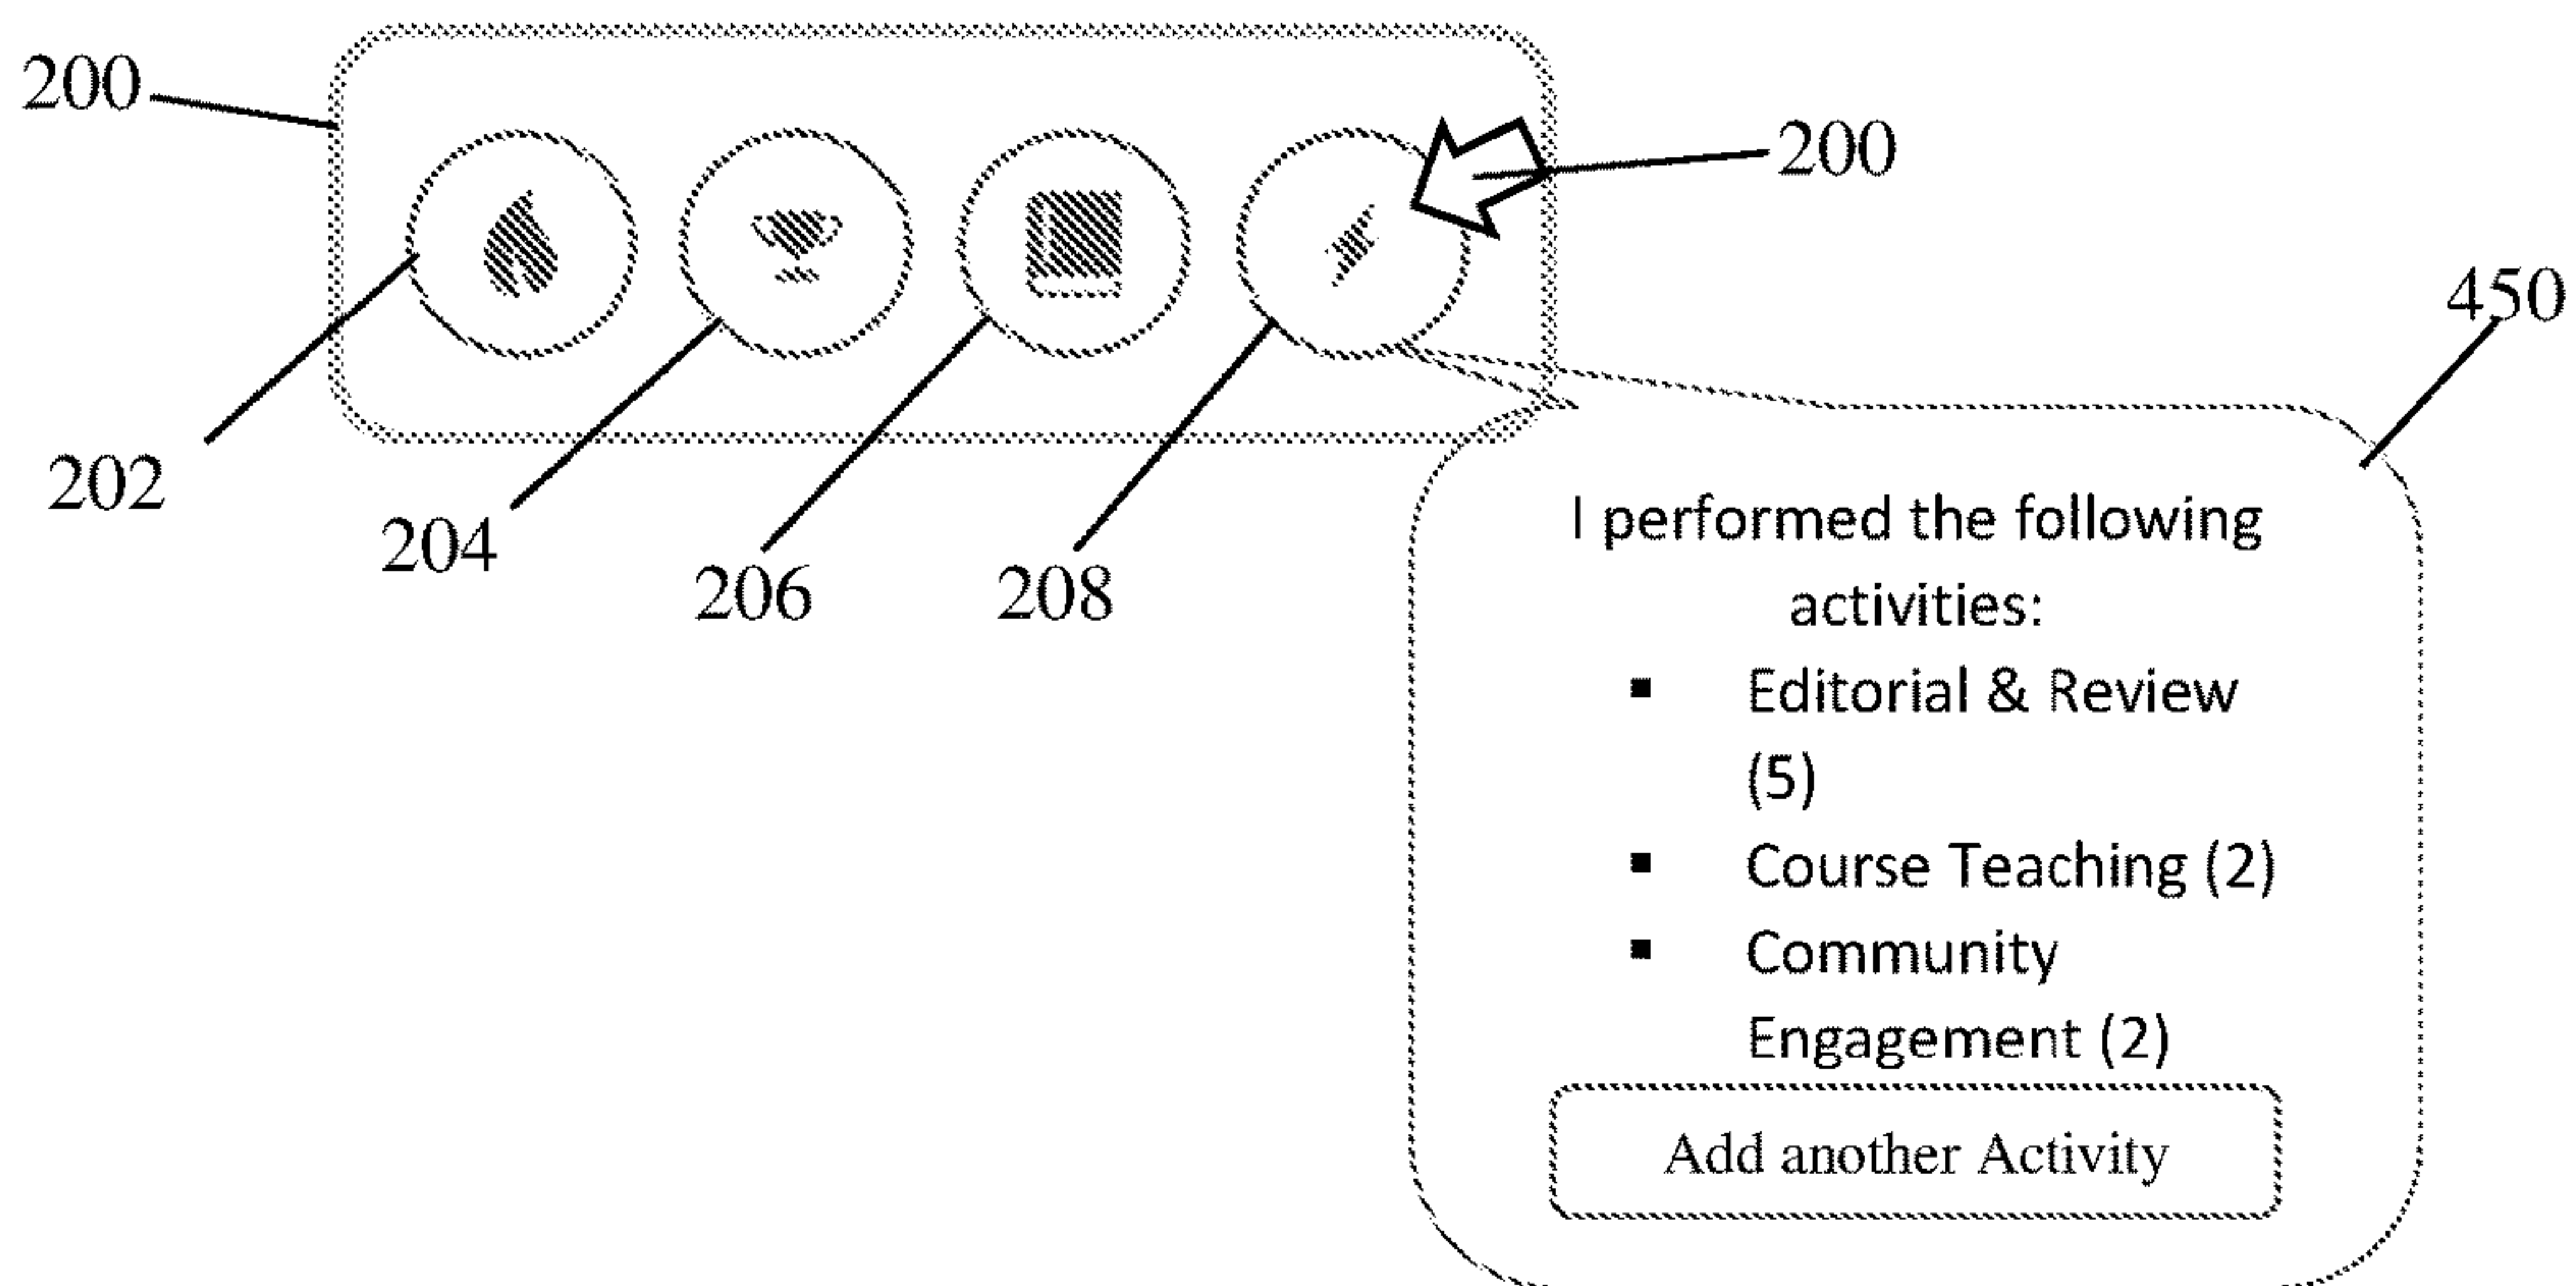 200
200
450
202
204
206
208
I performed the following
activities:
▪ Editorial & Review
(5)
▪ Course Teaching (2)
▪ Community
Engagement (2)
Add another Activity